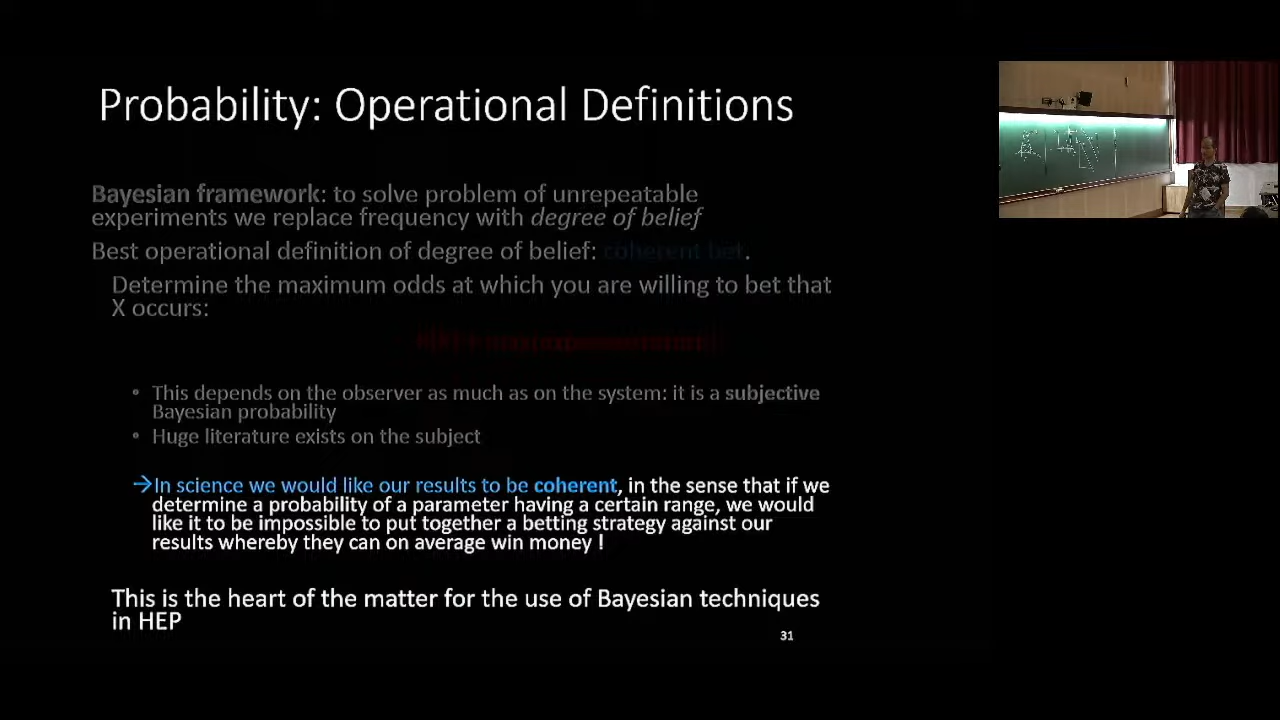 Probability: Operational Definitions
Bayesian framework: to solve problem of unrepeatable
experiments we replace frequency with degree of belief
Best operational definition of degree of belief: coherent bet.
Determine the maximum odds at which you are willing to bet that
X occurs:
• This depends on the observer as much as on the system: it is a subjective
Bayesian probability
• Huge literature exists on the subject
→In science we would like our results to be coherent, in the sense that if we
determine a probability of a parameter having a certain range, we would
like it to be impossible to put together a betting strategy against our
results whereby they can on average win money !
This is the heart of the matter for the use of Bayesian techniques
in HEP
31